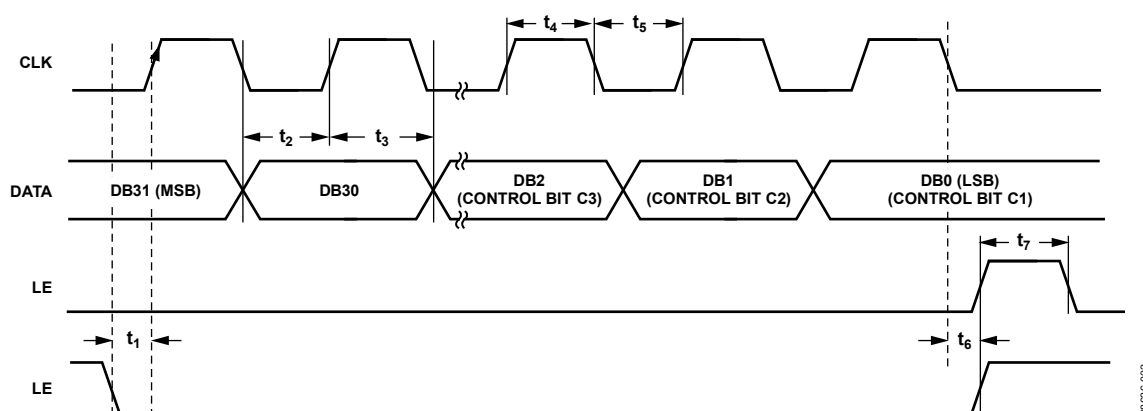 t4 t5
CLK
t2 t3
DATA
DB31 (MSB) DB30 DB2 (CONTROL BIT C3) DB1 (CONTROL BIT C2) DB0 (LSB) (CONTROL BIT C1)
t7
LE
t1 t6
LE